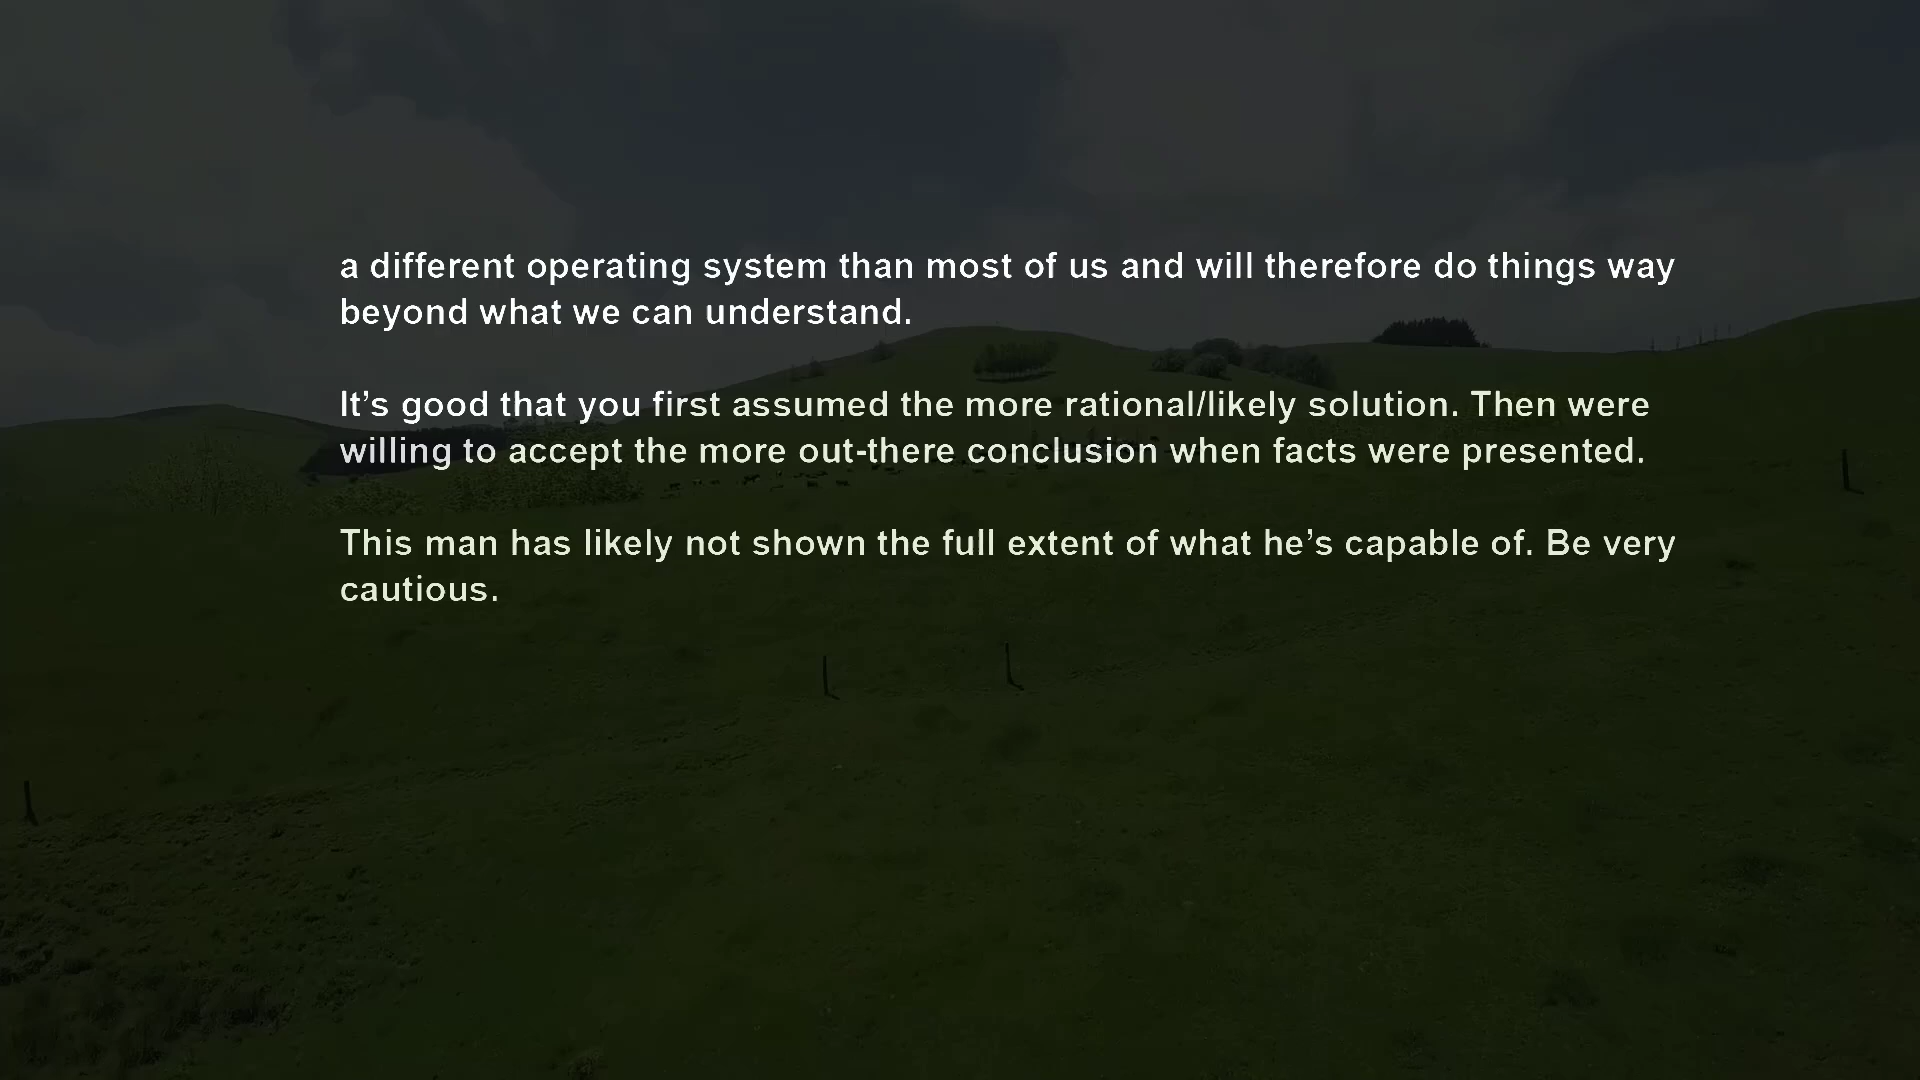 a different operating system than most of us and will therefore do things way
beyond what we can understand.
It’s good that you first assumed the more rational/likely solution. Then were
willing to accept the more out-there conclusion when facts were presented.
This man has likely not shown the full extent of what he’s capable of. Be very
cautious.